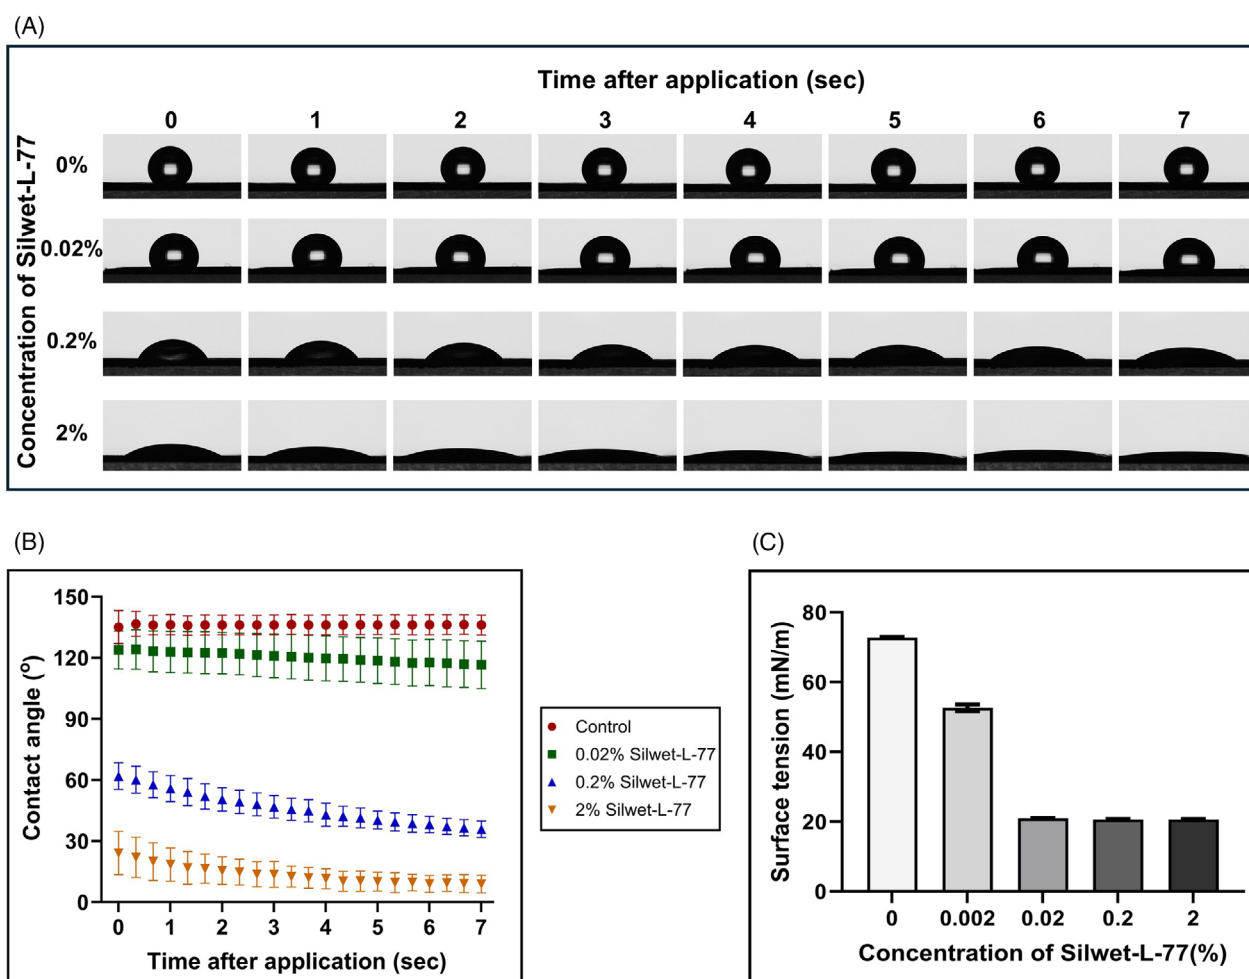 (A)
Time after application (sec)
0 1 2 3 4 5 6 7
Concentration of Silwet-L-77
0%
0.02%
0.2%
2%
(B)
Contact angle (º)
150
120
90
60
30
0
0 1 2 3 4 5 6 7
Time after application (sec)
Control
0.02% Silwet-L-77
0.2% Silwet-L-77
2% Silwet-L-77
(C)
Surface tension (mN/m)
80
60
40
20
0
0 0.002 0.02 0.2 2
Concentration of Silwet-L-77(%)